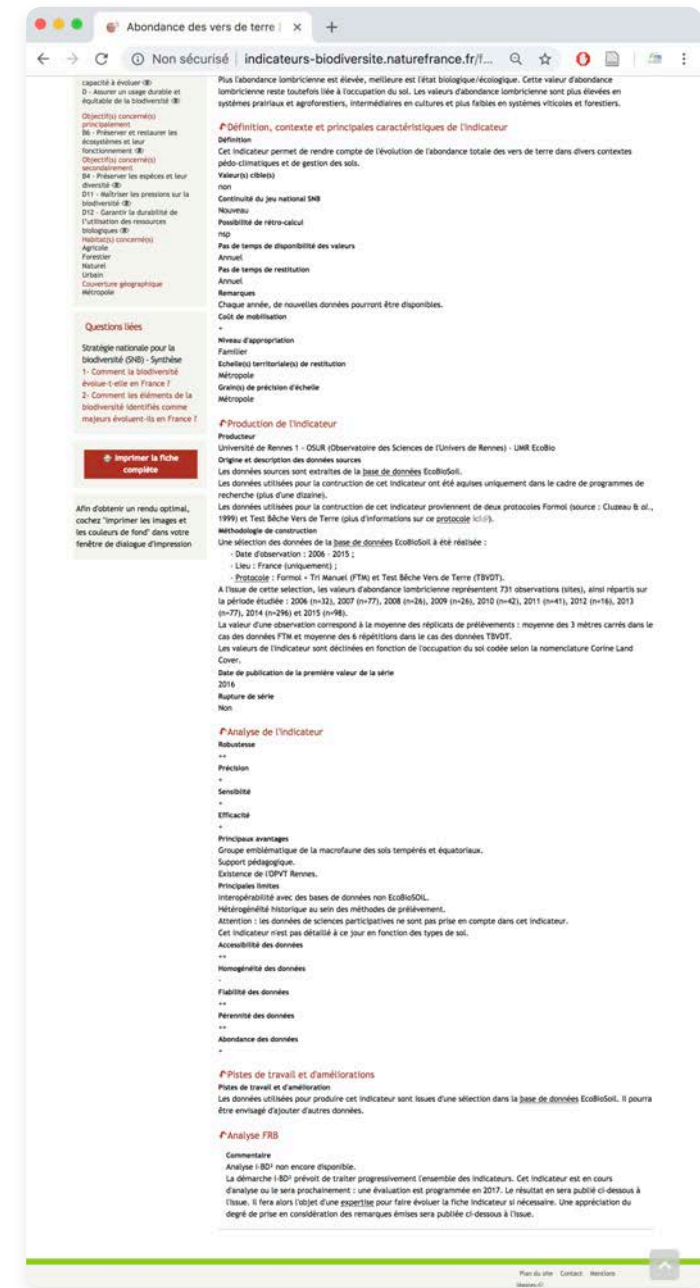 Abondance des vers de terre |
Non sécurisé | indicateurs-biodiversite.naturefrance.fr/f...
capacité à évoluer
D - Assurer un usage durable et
équitable de la biodiversité
Objectif(s) concerné(s)
principalement
B6 - Préserver et restaurer les
écosystèmes et leur
fonctionnement
Objectif(s) concerné(s)
secondairement
B4 - Préserver les espèces et leur
diversité
D11 - Maîtriser les pressions sur la
biodiversité
D12 - Garantir la durabilité de
l'utilisation des ressources
biologiques
Habitat(s) concerné(s)
Agricole
Forestier
Naturel
Urbain
Couverture géographique
Métropole
Questions liées
Stratégie nationale pour la
biodiversité (SNB) - Synthèse
1- Comment la biodiversité
évolue-t-elle en France ?
2- Comment les éléments de la
biodiversité identifiés comme
majeurs évoluent-ils en France ?
Imprimer la fiche
complète
Afin d'obtenir un rendu optimal,
cochez "Imprimer les images et
les couleurs de fond" dans votre
fenêtre de dialogue d'impression
Plus l'abondance lombricienne est élevée, meilleure est l'état biologique/écologique. Cette valeur d'abondance
lombricienne reste toutefois liée à l'occupation du sol. Les valeurs d'abondance lombricienne sont plus élevées en
systèmes prairiaux et agroforestiers, intermédiaires en cultures et plus faibles en systèmes viticoles et forestiers.
Définition, contexte et principales caractéristiques de l'indicateur
Définition
Cet indicateur permet de rendre compte de l'évolution de l'abondance totale des vers de terre dans divers contextes
pédo-climatiques et de gestion des sols.
Valeur(s) cible(s)
non
Continuité du jeu national SNB
Nouveau
Possibilité de rétro-calcul
nsp
Pas de temps de disponibilité des valeurs
Annuel
Pas de temps de restitution
Annuel
Remarques
Chaque année, de nouvelles données pourront être disponibles.
Coût de mobilisation
+
Niveau d'appropriation
Familier
Echelle(s) territoriale(s) de restitution
Métropole
Grain(s) de précision d'échelle
Métropole
Production de l'indicateur
Producteur
Université de Rennes 1 - OSUR (Observatoire des Sciences de l'Univers de Rennes) - UMR EcoBio
Origine et description des données sources
Les données sources sont extraites de la base de données EcoBioSoil.
Les données utilisées pour la contruction de cet indicateur ont été aquises uniquement dans le cadre de programmes de
recherche (plus d'une dizaine).
Les données utilisées pour la contruction de cet indicateur proviennent de deux protocoles Formol (source : Cluzeau & al.,
1999) et Test Bêche Vers de Terre (plus d'informations sur ce protocole ici).
Méthodologie de construction
Une sélection des données de la base de données EcoBioSoil à été réalisée :
- Date d'observation : 2006 - 2015 ;
- Lieu : France (uniquement) ;
- Protocole : Formol + Tri Manuel (FTM) et Test Bêche Vers de Terre (TBVDT).
A l'issue de cette selection, les valeurs d'abondance lombricienne représentent 731 observations (sites), ainsi répartis sur
la période étudiée : 2006 (n=32), 2007 (n=77), 2008 (n=26), 2009 (n=26), 2010 (n=42), 2011 (n=41), 2012 (n=16), 2013
(n=77), 2014 (n=296) et 2015 (n=98).
La valeur d'une observation correspond à la moyenne des réplicats de prélèvements : moyenne des 3 mètres carrés dans le
cas des données FTM et moyenne des 6 répétitions dans le cas des données TBVDT.
Les valeurs de l'indicateur sont déclinées en fonction de l'occupation du sol codée selon la nomenclature Corine Land
Cover.
Date de publication de la première valeur de la série
2016
Rupture de série
Non
Analyse de l'indicateur
Robustesse
++
Précision
+
Sensiblité
+
Efficacité
+
Principaux avantages
Groupe emblématique de la macrofaune des sols tempérés et équatoriaux.
Support pédagogique.
Existence de l'OPVT Rennes.
Principales limites
Interopérabilité avec des bases de données non EcoBioSOIL.
Hétérogénéité historique au sein des méthodes de prélèvement.
Attention : les données de sciences participatives ne sont pas prise en compte dans cet indicateur.
Cet indicateur n'est pas détaillé à ce jour en fonction des types de sol.
Accessibilité des données
++
Homogénéité des données
-
Fiabilité des données
++
Pérennité des données
++
Abondance des données
+
Pistes de travail et d'améliorations
Pistes de travail et d'amélioration
Les données utilisées pour produire cet indicateur sont issues d'une sélection dans la base de données EcoBioSoil. Il pourra
être envisagé d'ajouter d'autres données.
Analyse FRB
Commentaire
Analyse i-BD² non encore disponible.
La démarche i-BD² prévoit de traiter progressivement l'ensemble des indicateurs. Cet indicateur est en cours
d'analyse ou le sera prochainement : une évaluation est programmée en 2017. Le résultat en sera publié ci-dessous à
l'issue. Il fera alors l'objet d'une expertise pour faire évoluer la fiche indicateur si nécessaire. Une appréciation du
degré de prise en considération des remarques émises sera publiée ci-dessous à l'issue.
Plan du site Contact Mentions